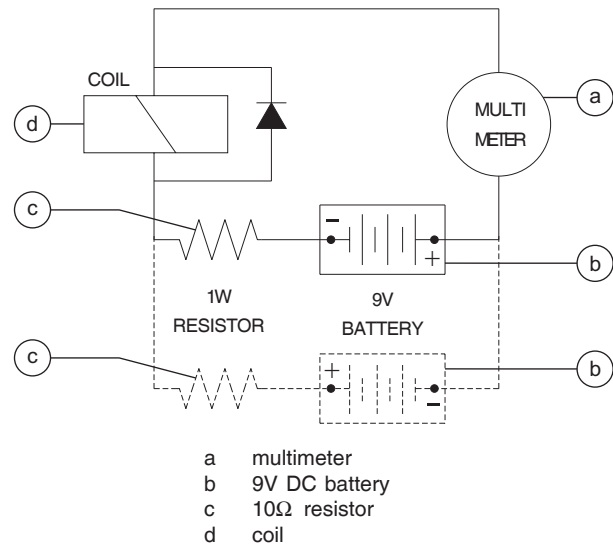 COIL
d
MULTI
METER
a
c
-
+
b
1W
RESISTOR
9V
BATTERY
c
+
-
b
a multimeter
b 9V DC battery
c 10Ω resistor
d coil